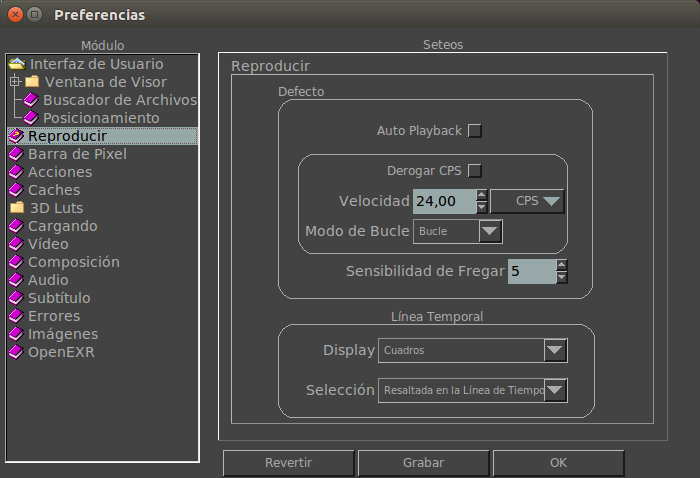 Preferencias
Módulo
Interfaz de Usuario
Ventana de Visor
Buscador de Archivos
Posicionamiento
Reproducir
Barra de Pixel
Acciones
Caches
3D Luts
Cargando
Vídeo
Composición
Audio
Subtítulo
Errores
Imágenes
OpenEXR
Seteos
Reproducir
Defecto
Auto Playback
Derogar CPS
Velocidad 24,00 CPS
Modo de Bucle Bucle
Sensibilidad de Fregar 5
Línea Temporal
Display Cuadros
Selección Resaltada en la Línea de Tiempo
Revertir Grabar OK